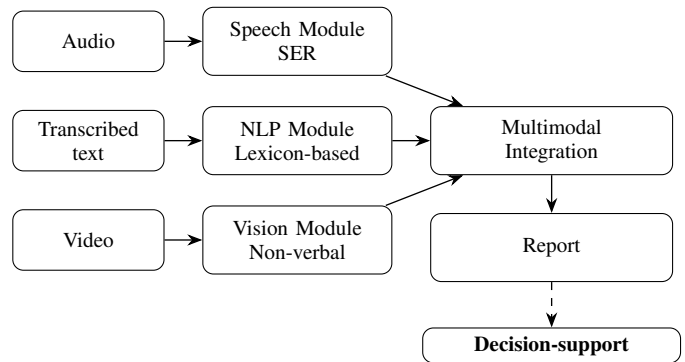 Audio
Speech Module
SER
Transcribed
text
NLP Module
Lexicon-based
Multimodal
Integration
Video
Vision Module
Non-verbal
Report
Decision-support